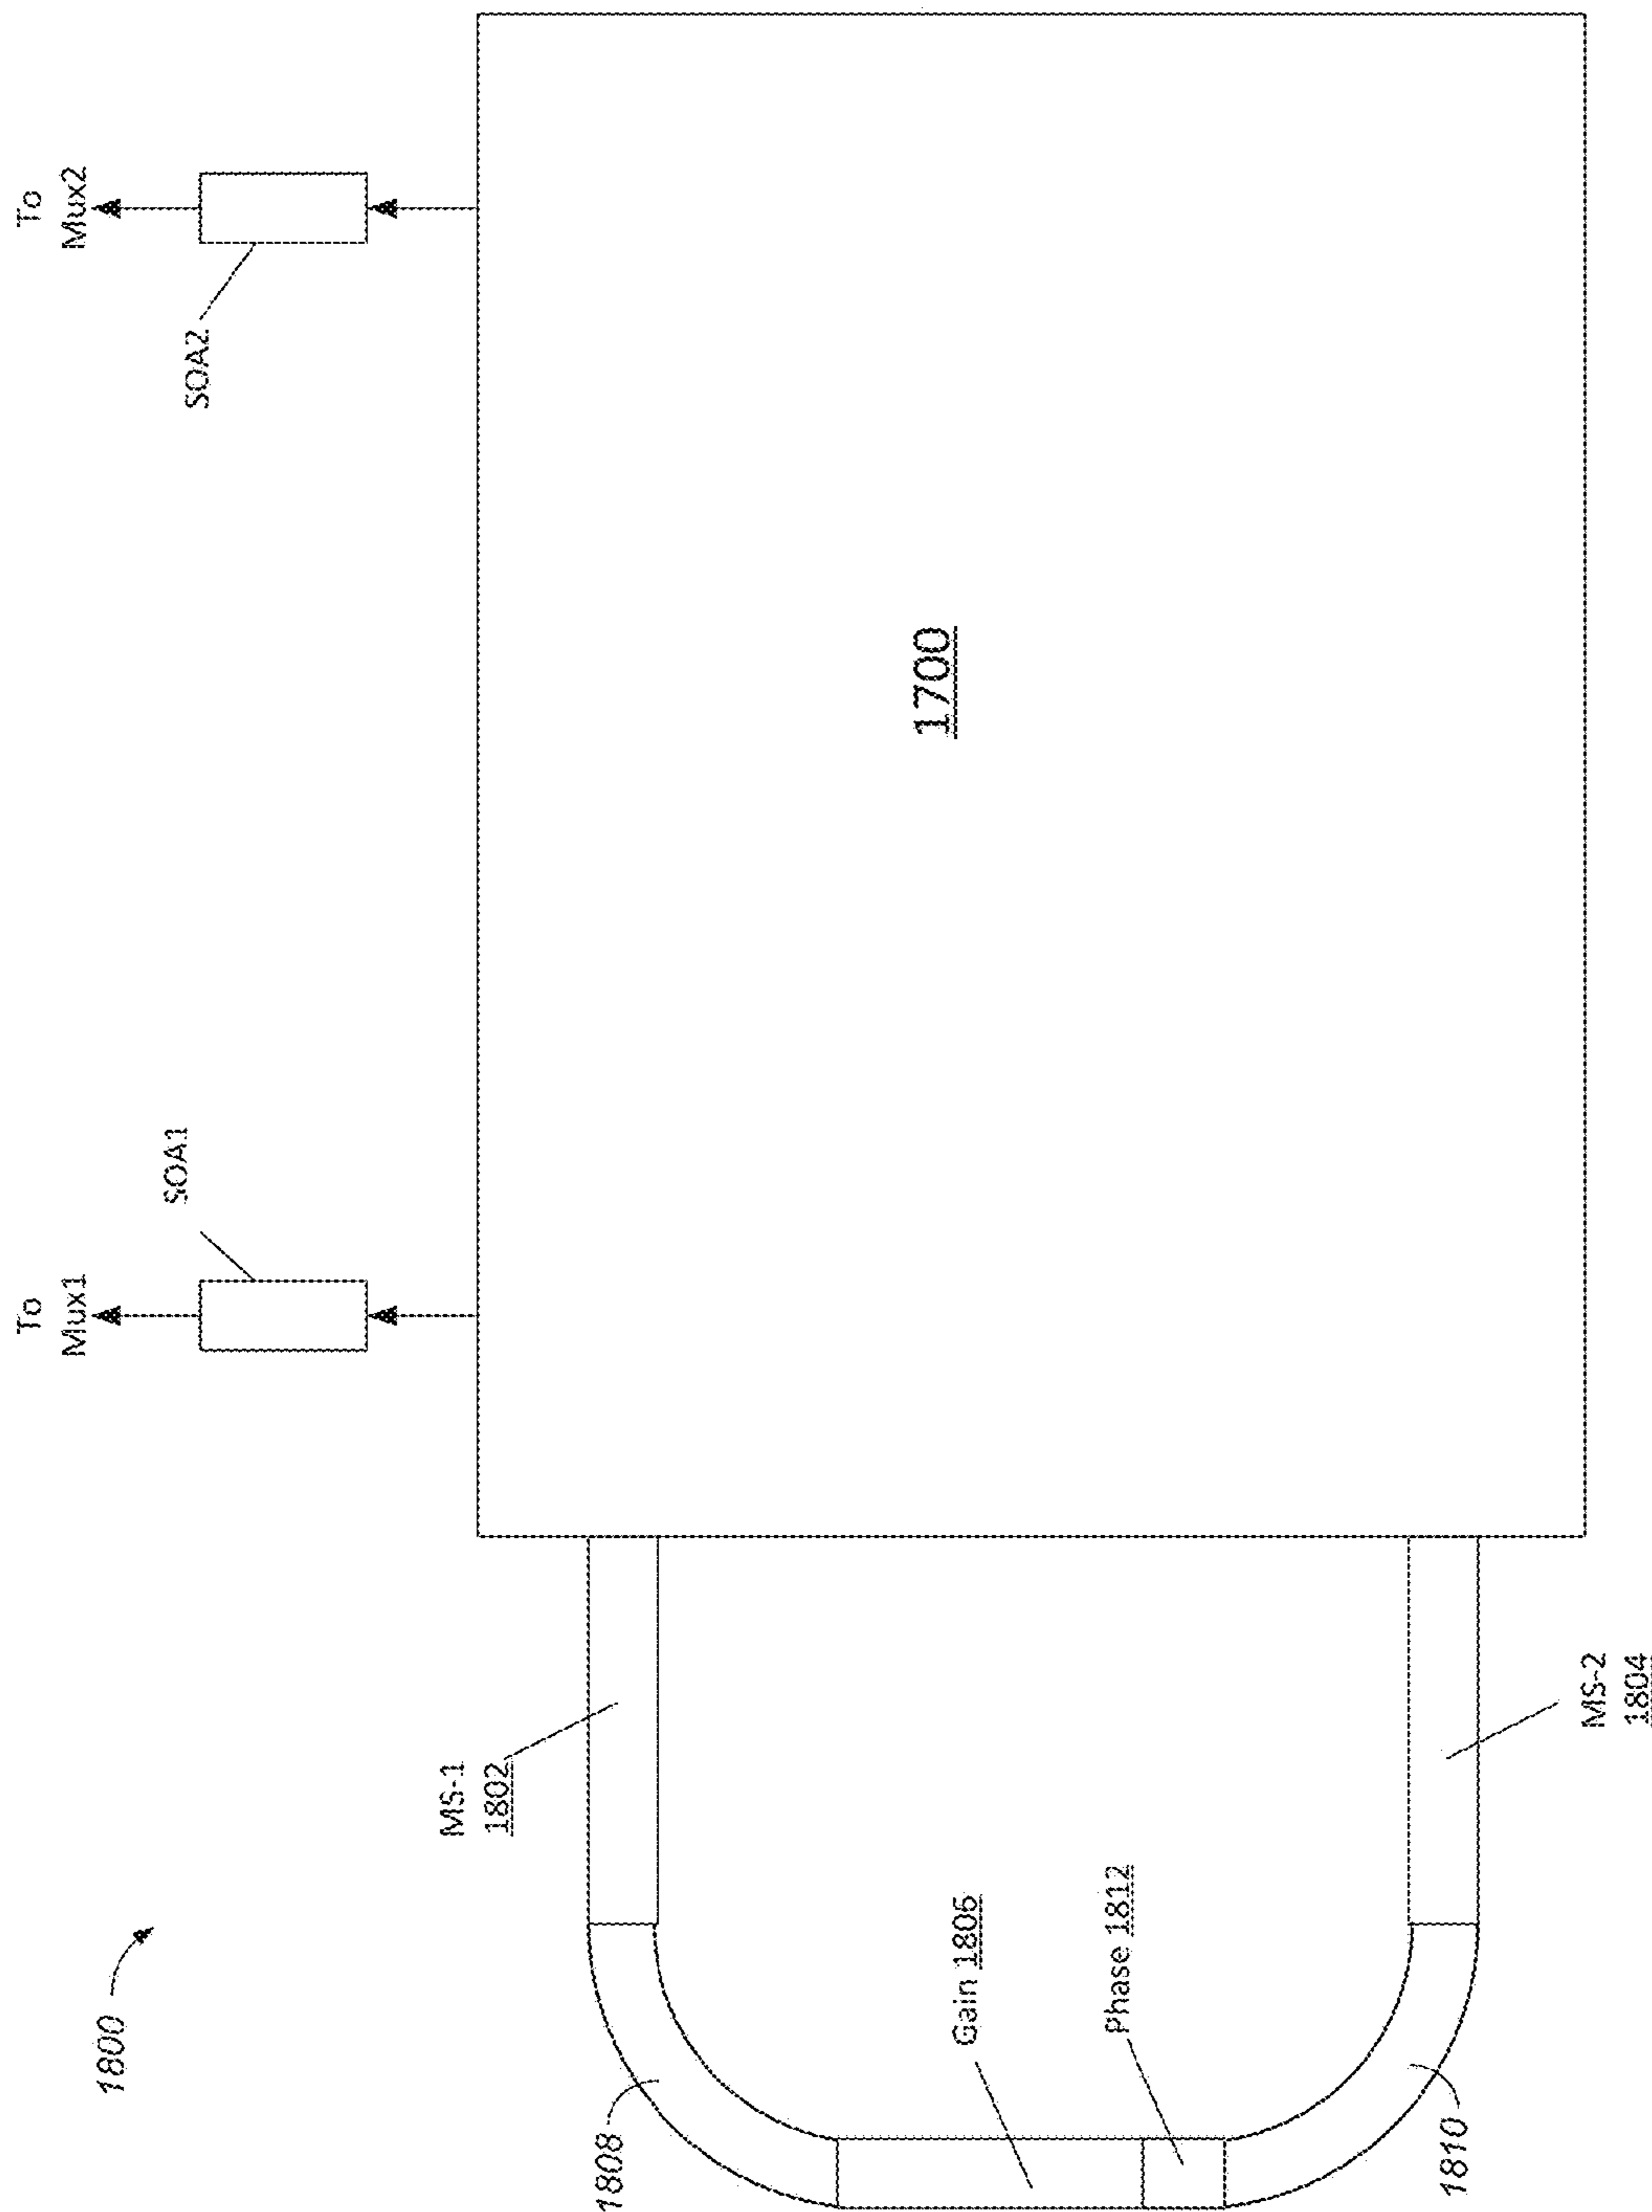 1800
MS-1
1802
1808
Gain 1806
Phase 1812
1810
MS-2
1804
To
Mux1
SOA1
1700
To
Mux2
SOA2